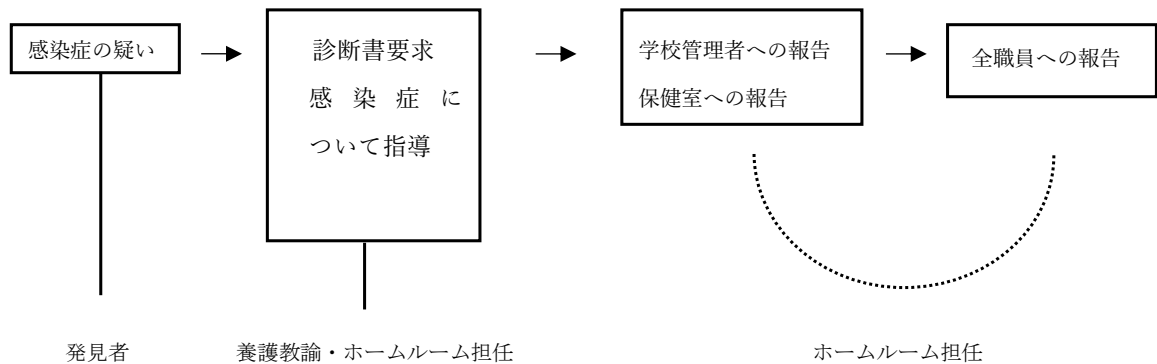 感染症の疑い
診断書要求
感染症に
ついて指導
学校管理者への報告
保健室への報告
全職員への報告
発見者
養護教諭・ホームルーム担任
ホームルーム担任